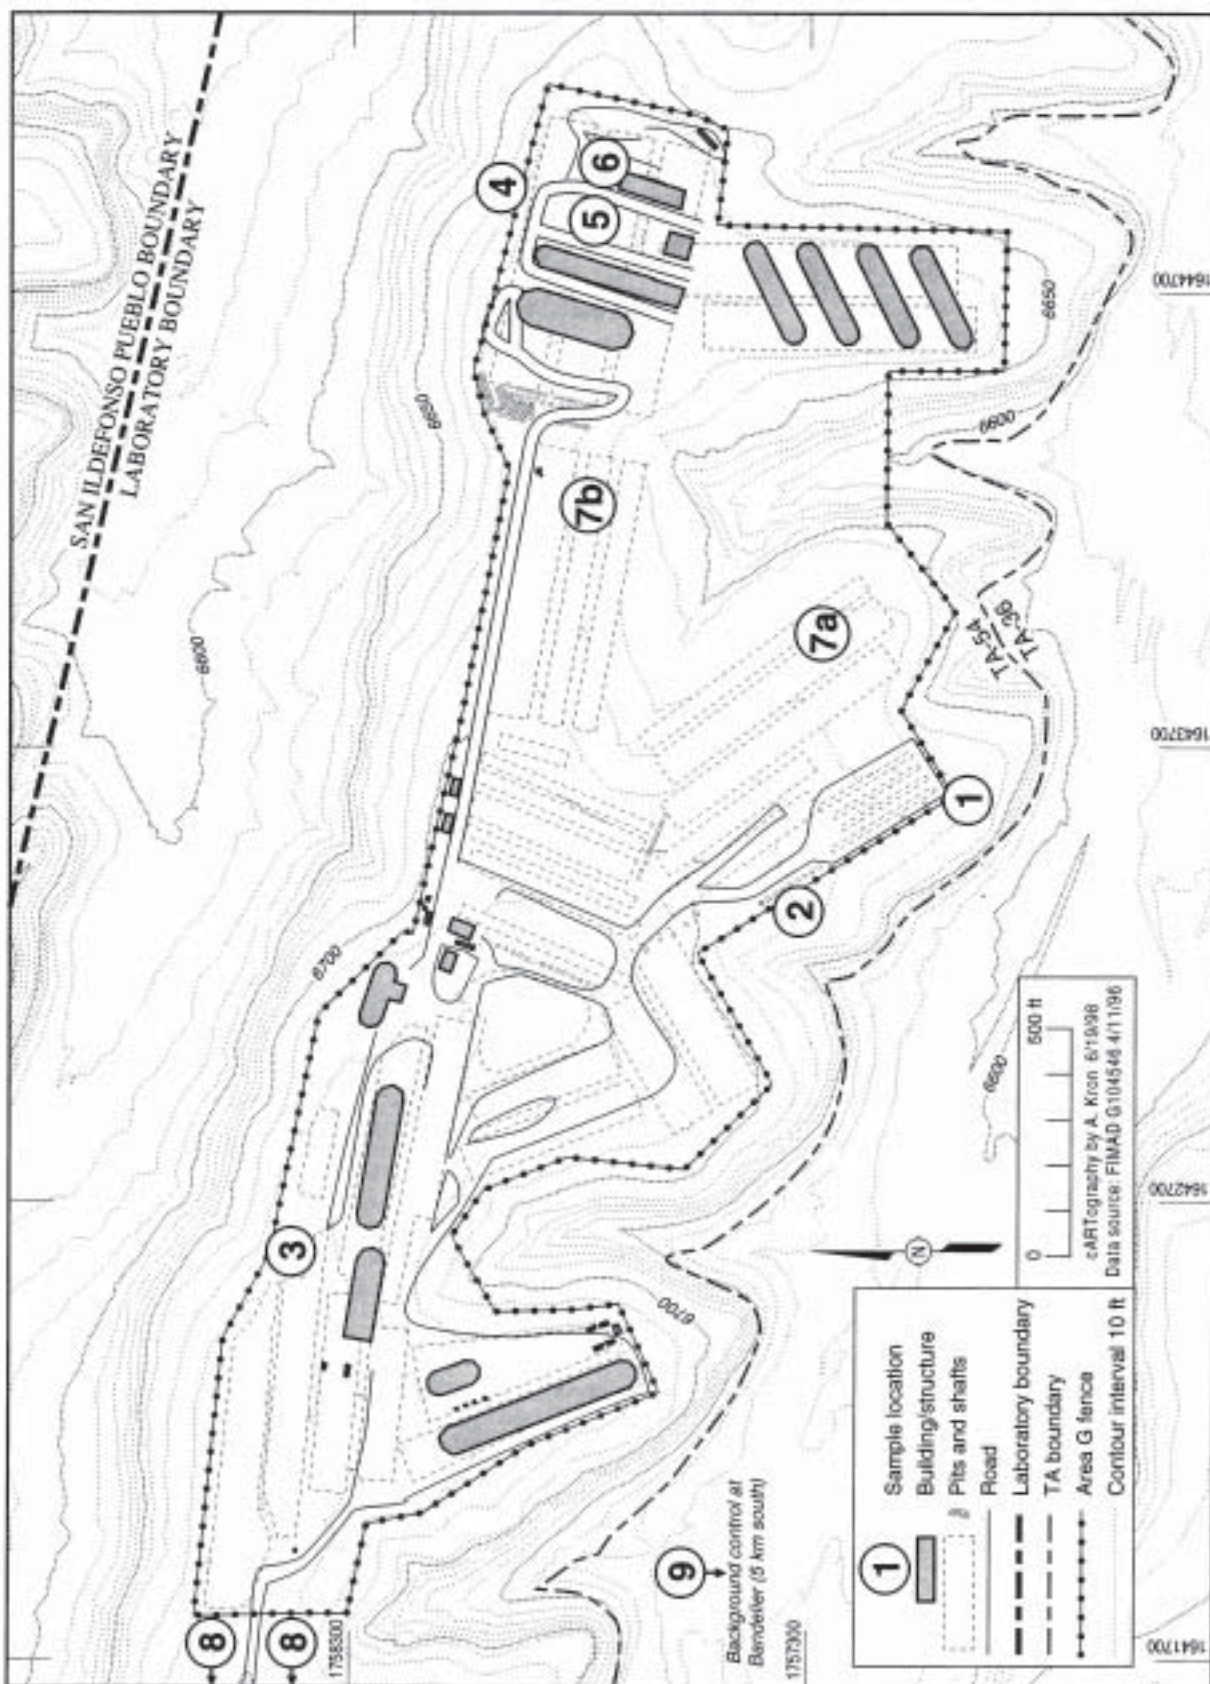 SAN ILDEFONSO PUEBLO BOUNDARY
LABORATORY BOUNDARY
4
6
5
6650
7b
6600
1644700
6650
6600
7a
TA-54
TA-36
1643700
1
2
6700
3
6600
1642700
6700
8
8
1758300
9
Background control at
Bandelier (5 km south)
1757300
1641700
N
0
500 ft
cARTography by A. Kron 6/19/98
Data source: FIMAD G104546 4/11/96
1
Sample location
Building/structure
Pits and shafts
Road
Laboratory boundary
TA boundary
Area G fence
Contour interval 10 ft